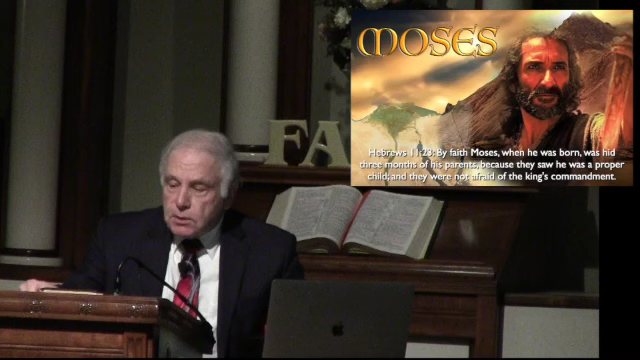 MOSES
Hebrews 11:23: By faith Moses, when he was born, was hid
three months of his parents, because they saw he was a proper
child; and they were not afraid of the king's commandment.
FA